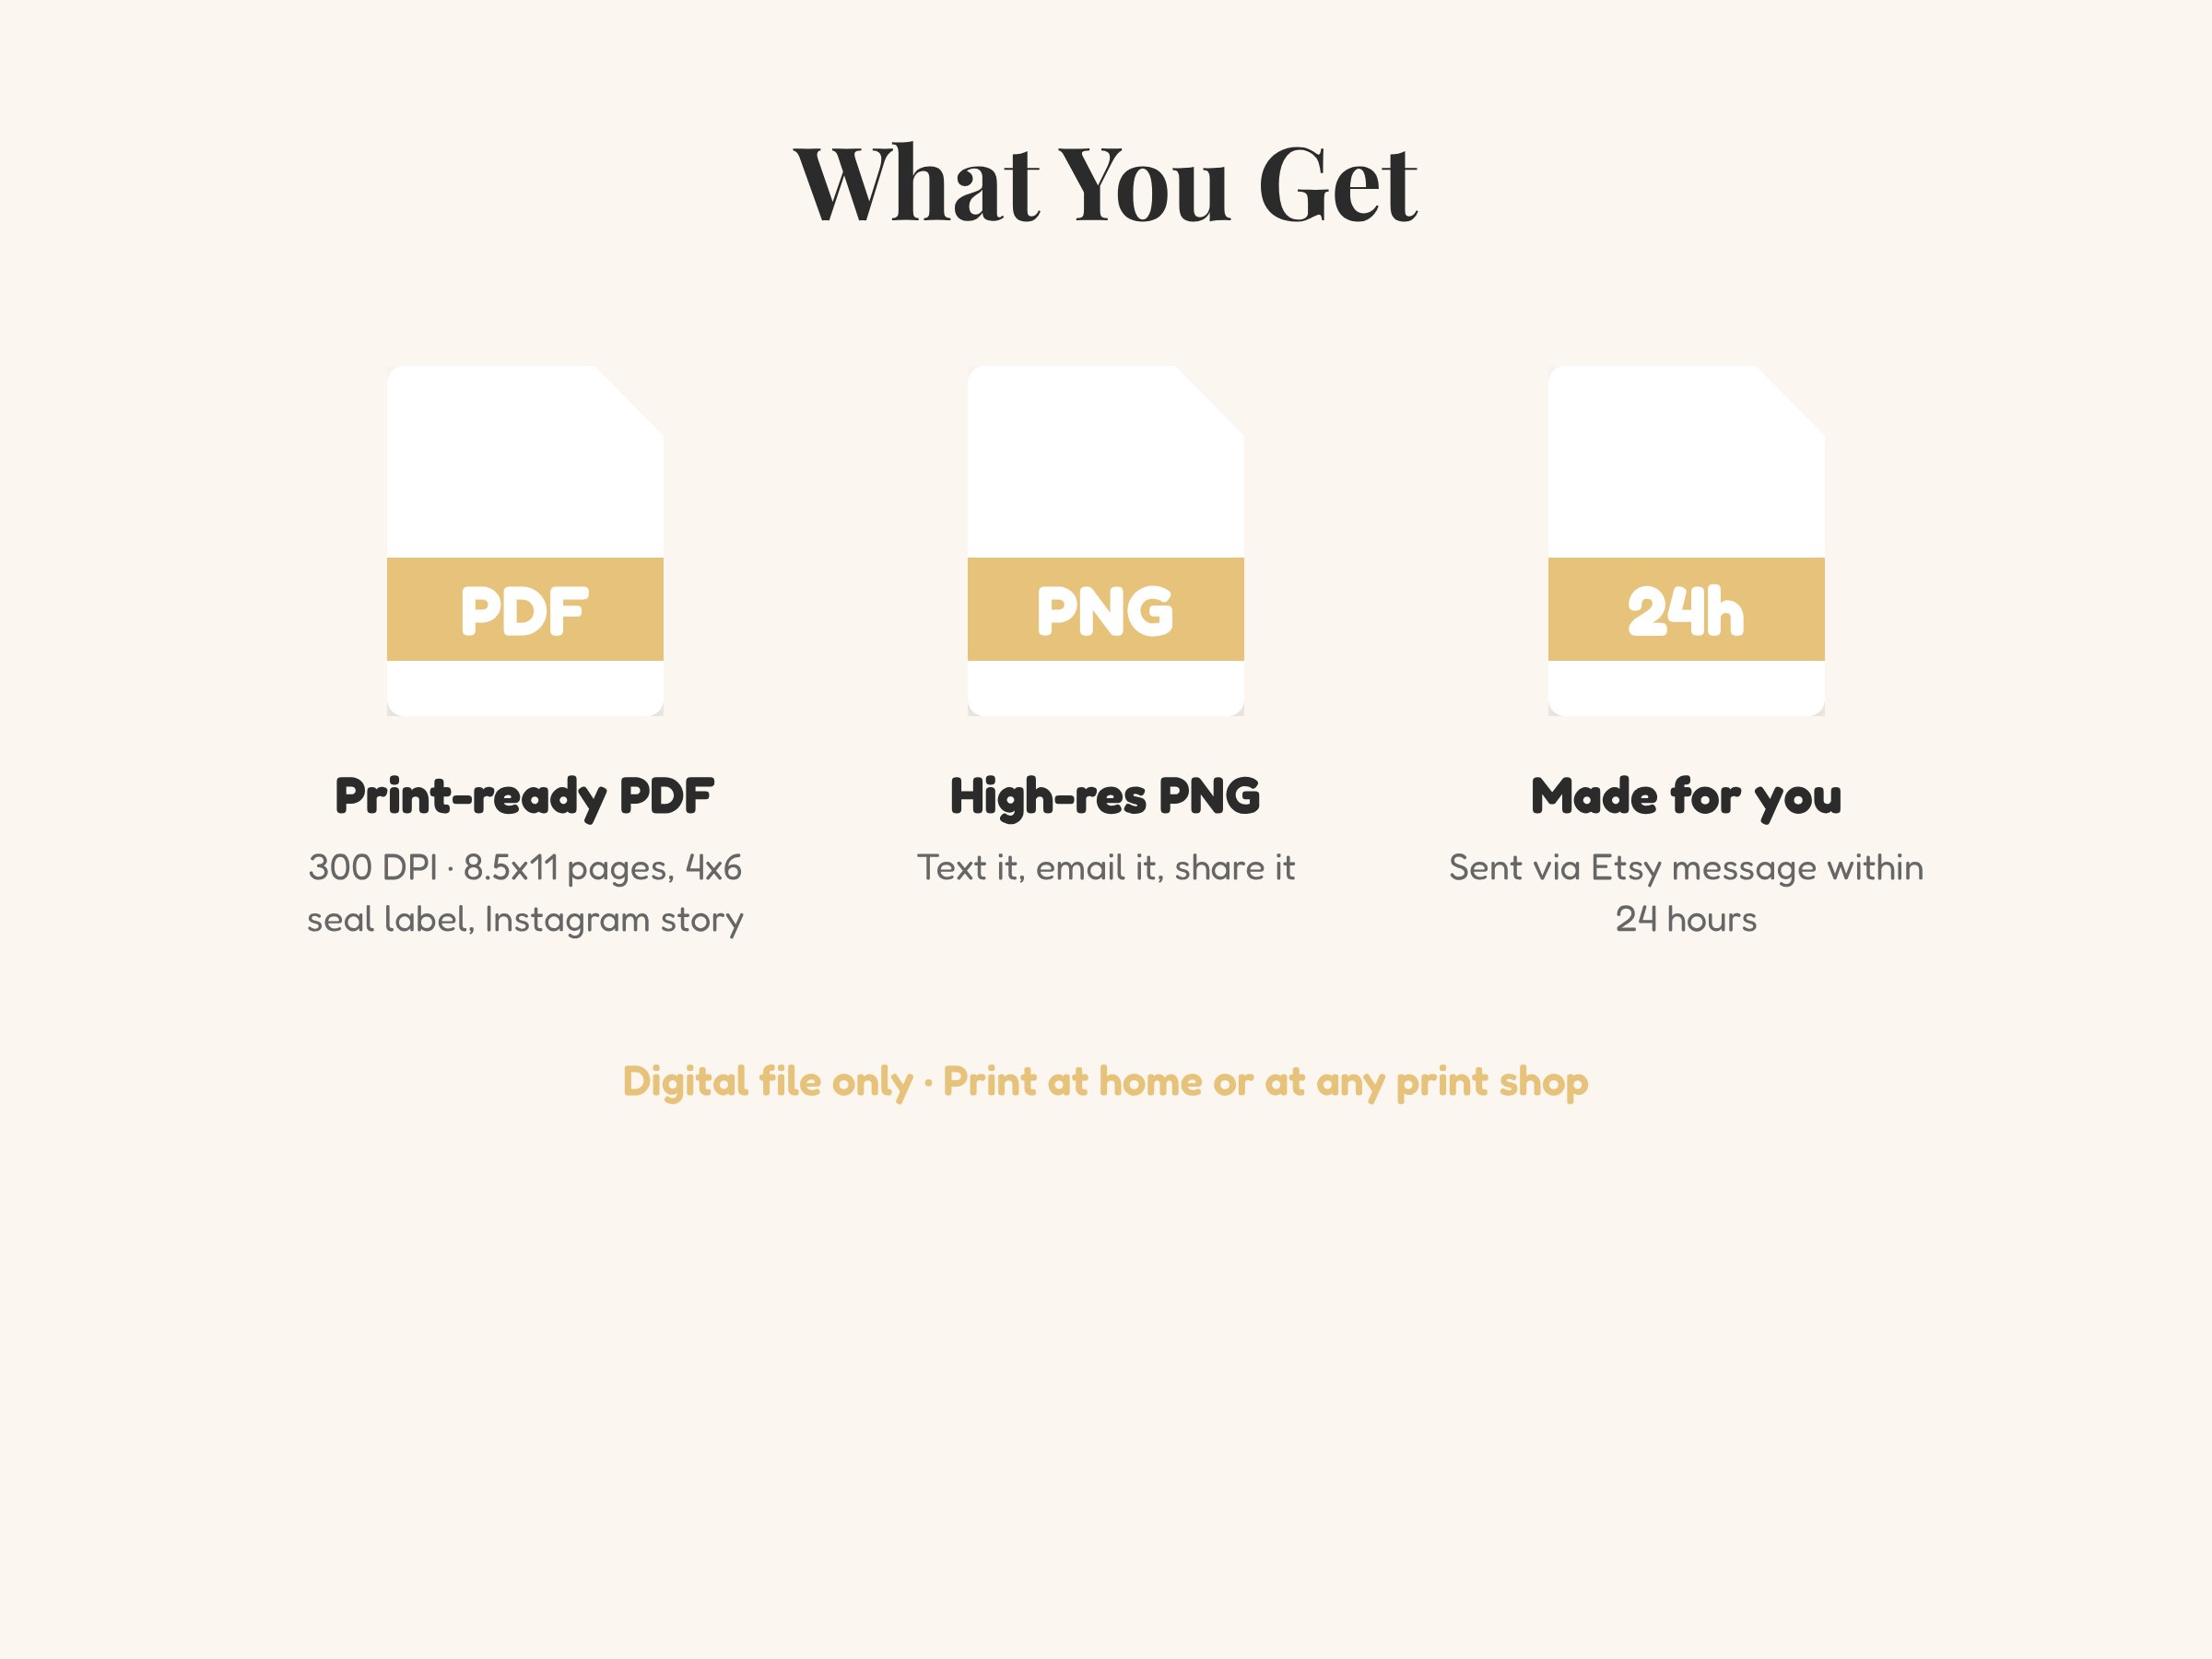 What You Get
PDF
PNG
24h
Print-ready PDF
300 DPI · 8.5x11 pages, 4x6
seal label, Instagram story
High-res PNG
Text it, email it, share it
Made for you
Sent via Etsy message within
24 hours
Digital file only · Print at home or at any print shop